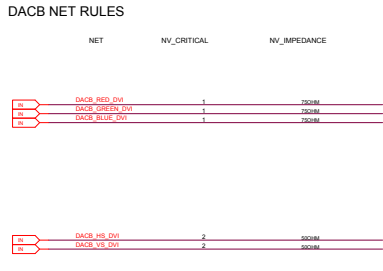 DACB NET RULES
NET NV_CRITICAL NV_IMPEDANCE
IN DACB_RED_DVI 1 75OHM
IN DACB_GREEN_DVI 1 75OHM
IN DACB_BLUE_DVI 1 75OHM
IN DACB_HS_DVI 2 50OHM
IN DACB_VS_DVI 2 50OHM